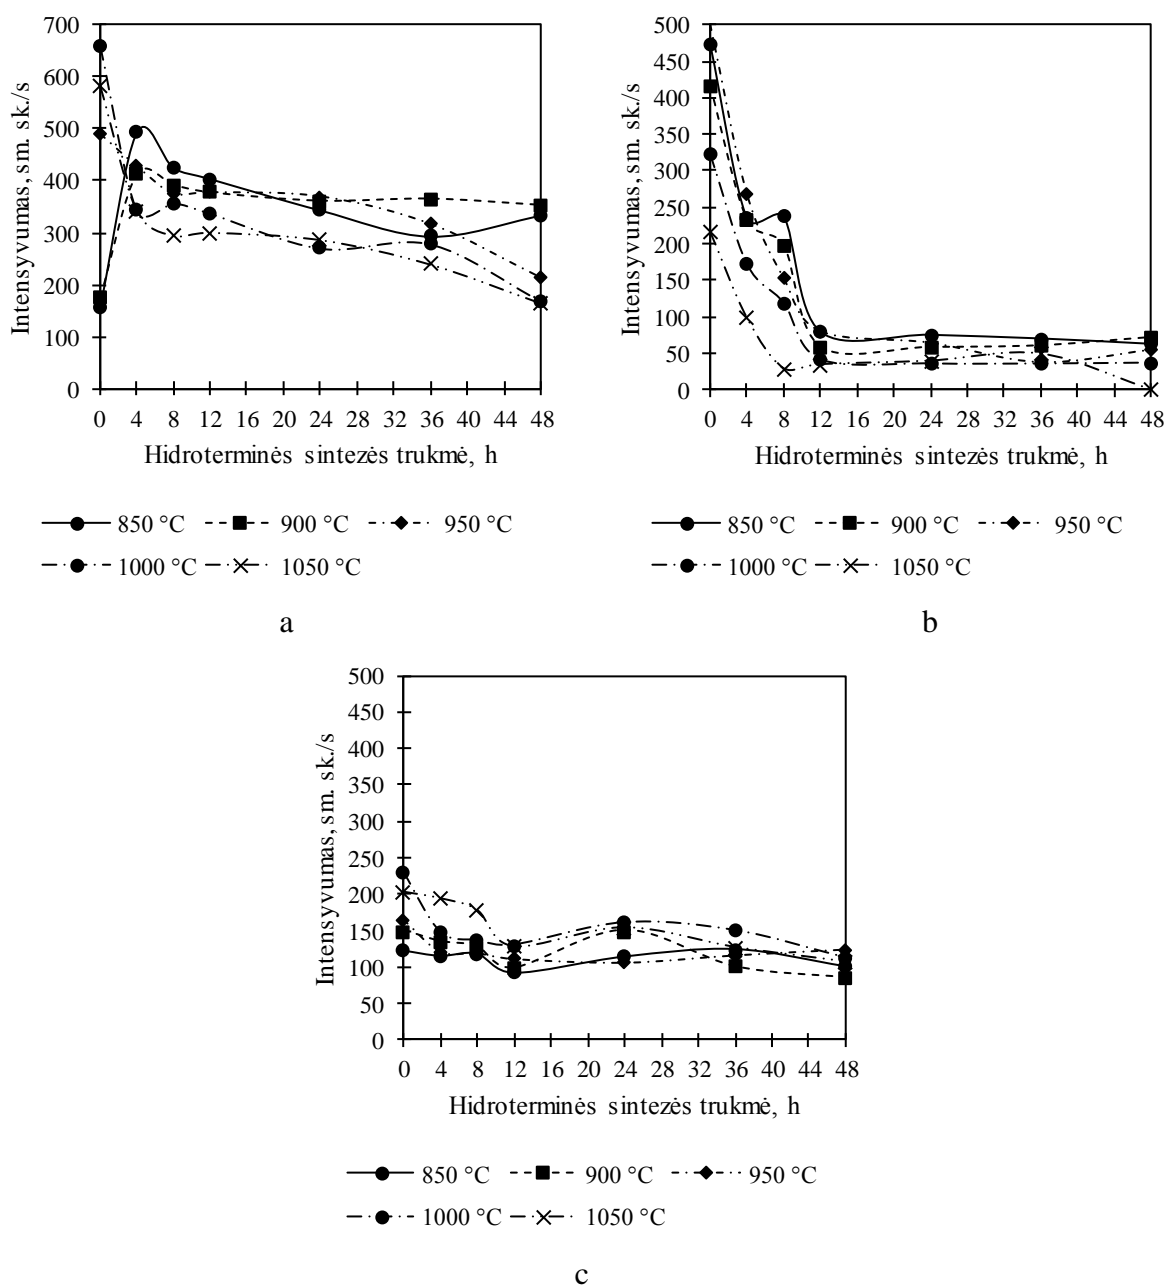 700
600
500
400
300
200
100
0
Intensyvumas, sm. sk./s
0 4 8 12 16 20 24 28 32 36 40 44 48
Hidroterminės sintezės trukmė, h
850 °C 900 °C 950 °C
1000 °C 1050 °C
a
500
450
400
350
300
250
200
150
100
50
0
Intensyvumas, sm. sk./s
0 4 8 12 16 20 24 28 32 36 40 44 48
Hidroterminės sintezės trukmė, h
850 °C 900 °C 950 °C
1000 °C 1050 °C
b
500
450
400
350
300
250
200
150
100
50
0
Intensyvumas, sm. sk./s
0 4 8 12 16 20 24 28 32 36 40 44 48
Hidroterminės sintezės trukmė, h
850 °C 900 °C 950 °C
1000 °C 1050 °C
c